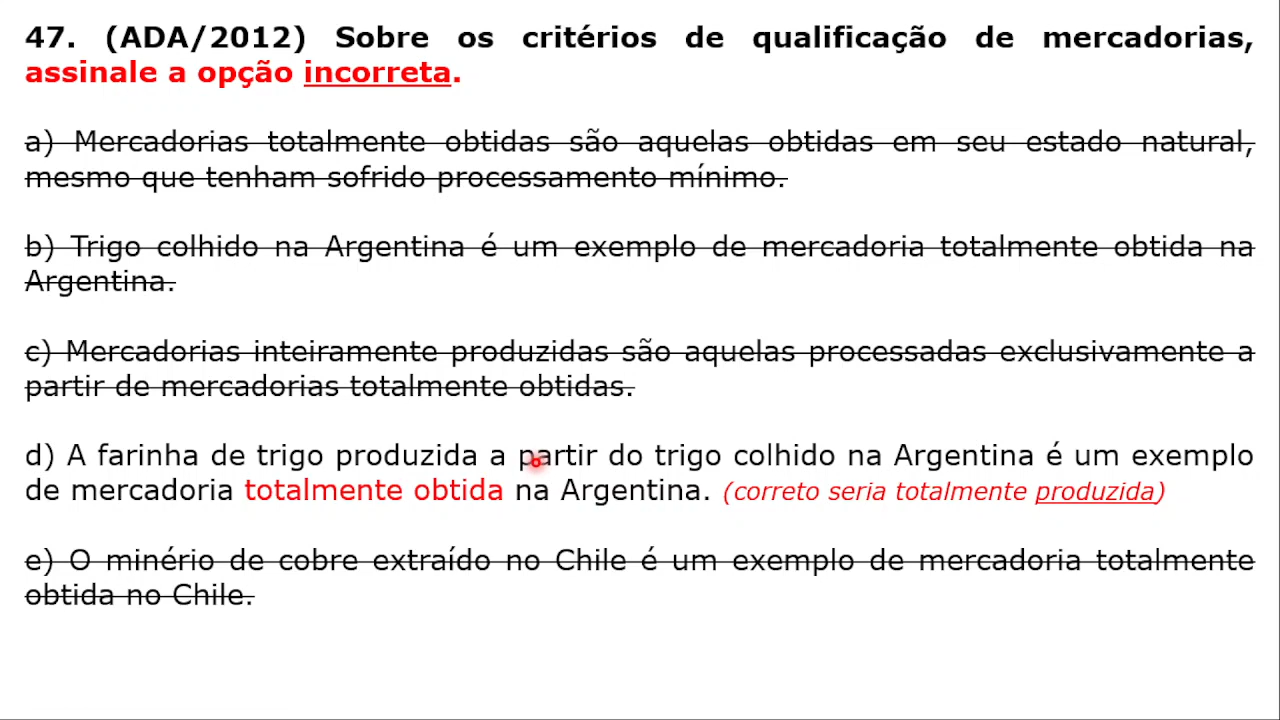 47. (ADA/2012) Sobre os critérios de qualificação de mercadorias,
assinale a opção incorreta.
a) Mercadorias totalmente obtidas são aquelas obtidas em seu estado natural,
mesmo que tenham sofrido processamento mínimo.
b) Trigo colhido na Argentina é um exemplo de mercadoria totalmente obtida na
Argentina.
c) Mercadorias inteiramente produzidas são aquelas processadas exclusivamente a
partir de mercadorias totalmente obtidas.
d) A farinha de trigo produzida a partir do trigo colhido na Argentina é um exemplo
de mercadoria totalmente obtida na Argentina. (correto seria totalmente produzida)
e) O minério de cobre extraído no Chile é um exemplo de mercadoria totalmente
obtida no Chile.